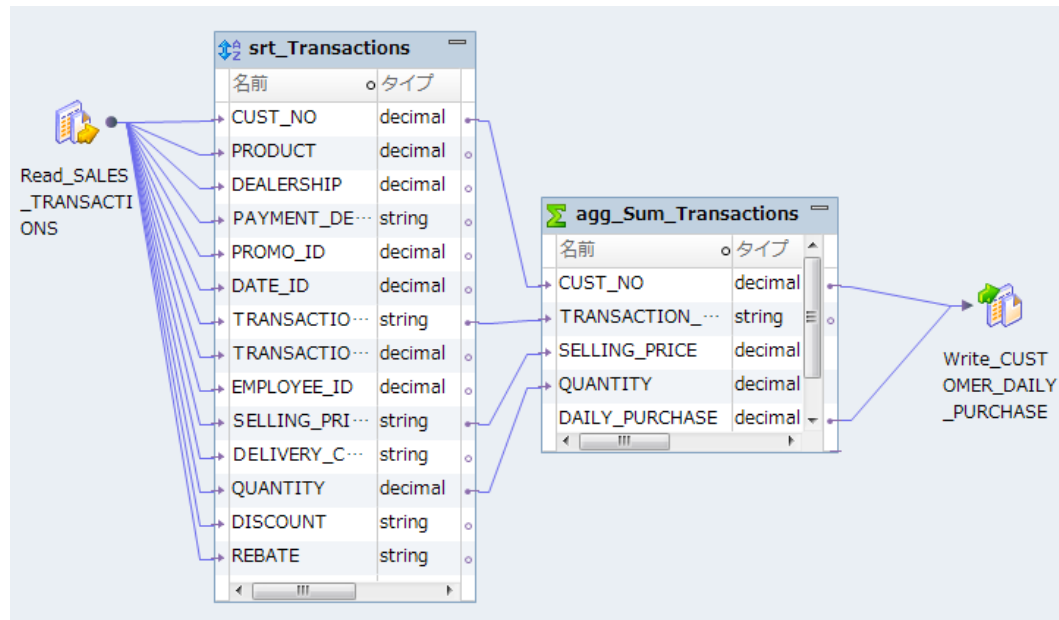 srt_Transactions
名前 タイプ
CUST_NO decimal
PRODUCT decimal
DEALERSHIP decimal
PAYMENT_DE... string
PROMO_ID decimal
DATE_ID decimal
TRANSACTIO... string
TRANSACTIO... decimal
EMPLOYEE_ID decimal
SELLING_PRI... string
DELIVERY_C... string
QUANTITY decimal
DISCOUNT string
REBATE string
Read_SALES
_TRANSACTI
ONS
agg_Sum_Transactions
名前 タイプ
CUST_NO decimal
TRANSACTION_... string
SELLING_PRICE decimal
QUANTITY decimal
DAILY_PURCHASE decimal
Write_CUST
OMER_DAILY
_PURCHASE